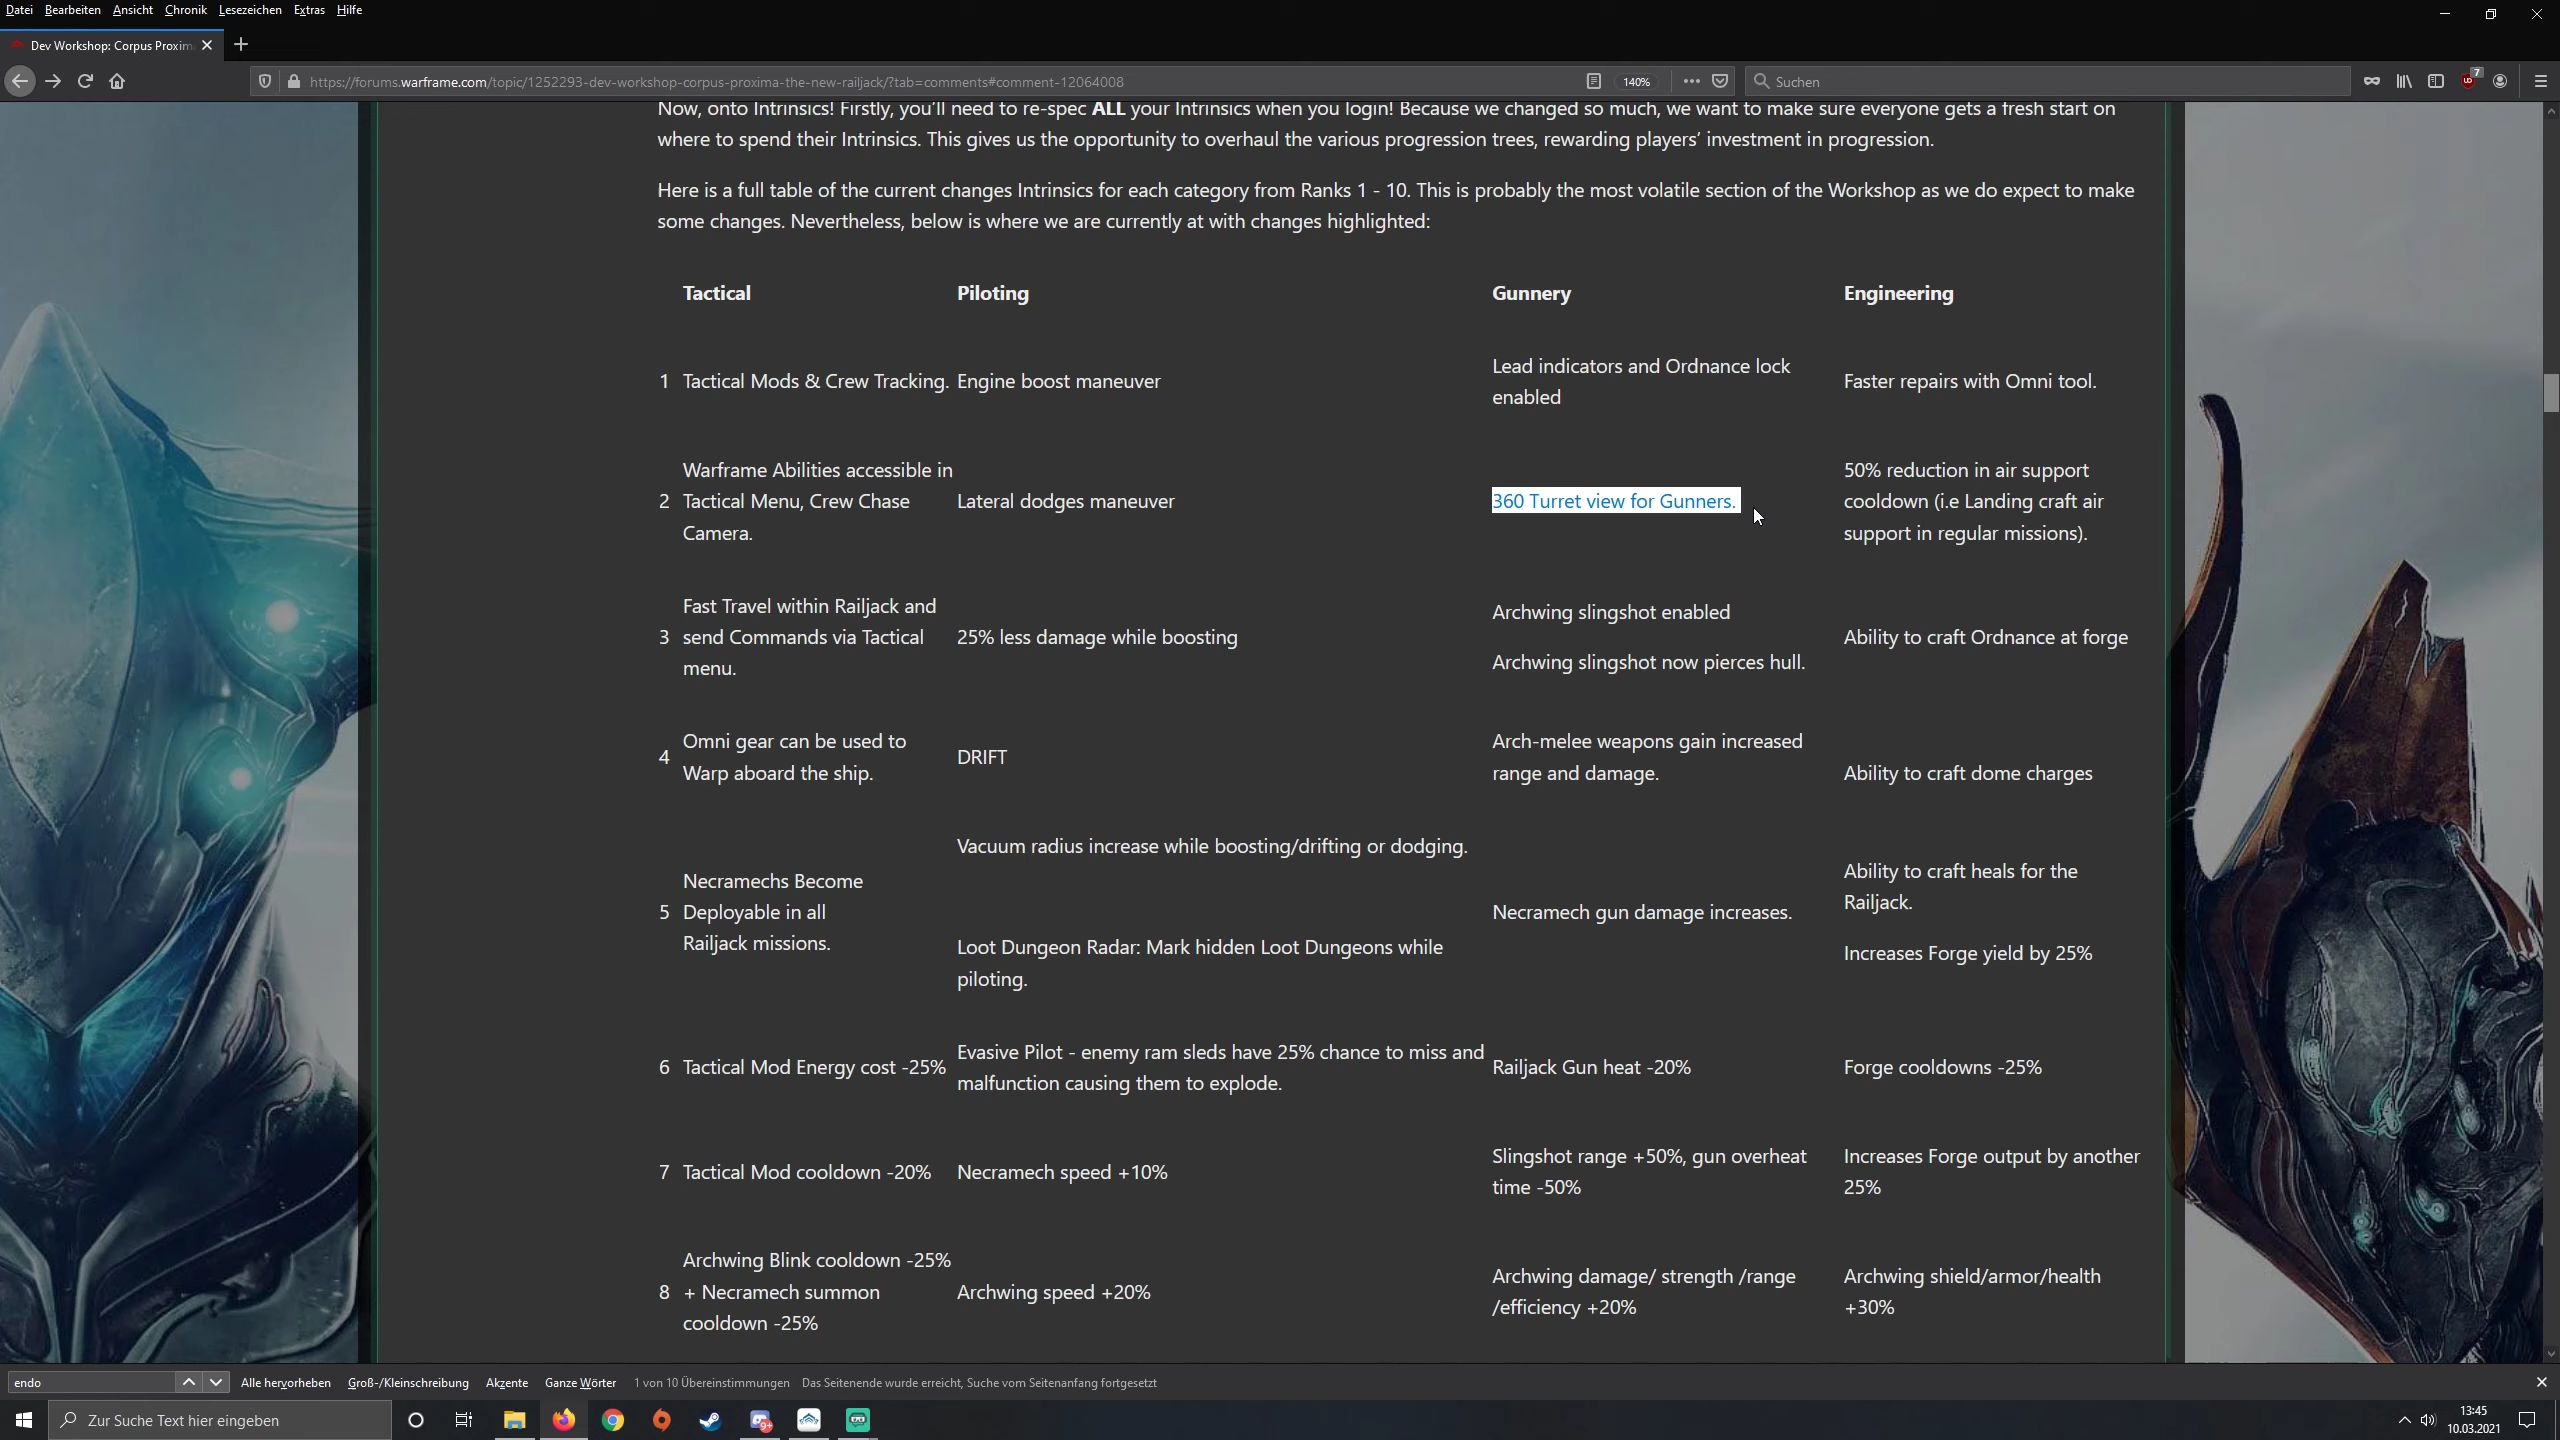 Datei Bearbeiten Ansicht Chronik Lesezeichen Extras Hilfe
Dev Workshop: Corpus Proxim
https://forums.warframe.com/topic/1252293-dev-workshop-corpus-proxima-the-new-railjack/?tab=comments#comment-12064008 140% Suchen 7
Now, onto Intrinsics! Firstly, you'll need to re-spec ALL your Intrinsics when you login! Because we changed so much, we want to make sure everyone gets a fresh start on
where to spend their Intrinsics. This gives us the opportunity to overhaul the various progression trees, rewarding players' investment in progression.
Here is a full table of the current changes Intrinsics for each category from Ranks 1 - 10. This is probably the most volatile section of the Workshop as we do expect to make
some changes. Nevertheless, below is where we are currently at with changes highlighted:
Tactical Piloting Gunnery Engineering
1 Tactical Mods & Crew Tracking. Engine boost maneuver
Lead indicators and Ordnance lock
enabled
Faster repairs with Omni tool.
2
Warframe Abilities accessible in
Tactical Menu, Crew Chase
Camera.
Lateral dodges maneuver
360 Turret view for Gunners.
50% reduction in air support
cooldown (i.e Landing craft air
support in regular missions).
3
Fast Travel within Railjack and
send Commands via Tactical
menu.
25% less damage while boosting
Archwing slingshot enabled
Archwing slingshot now pierces hull.
Ability to craft Ordnance at forge
4
Omni gear can be used to
Warp aboard the ship.
DRIFT
Arch-melee weapons gain increased
range and damage.
Ability to craft dome charges
5
Necramechs Become
Deployable in all
Railjack missions.
Vacuum radius increase while boosting/drifting or dodging.
Loot Dungeon Radar: Mark hidden Loot Dungeons while
piloting.
Necramech gun damage increases.
Ability to craft heals for the
Railjack.
Increases Forge yield by 25%
6 Tactical Mod Energy cost -25%
Evasive Pilot - enemy ram sleds have 25% chance to miss and
malfunction causing them to explode.
Railjack Gun heat -20%
Forge cooldowns -25%
7 Tactical Mod cooldown -20% Necramech speed +10%
Slingshot range +50%, gun overheat
time -50%
Increases Forge output by another
25%
8
Archwing Blink cooldown -25%
+ Necramech summon
cooldown -25%
Archwing speed +20%
Archwing damage/ strength /range
/efficiency +20%
Archwing shield/armor/health
+30%
endo Alle hervorheben Groß-/Kleinschreibung Akzente Ganze Wörter 1 von 10 Übereinstimmungen Das Seitenende wurde erreicht, Suche vom Seitenanfang fortgesetzt
Zur Suche Text hier eingeben
9+
13:45
10.03.2021